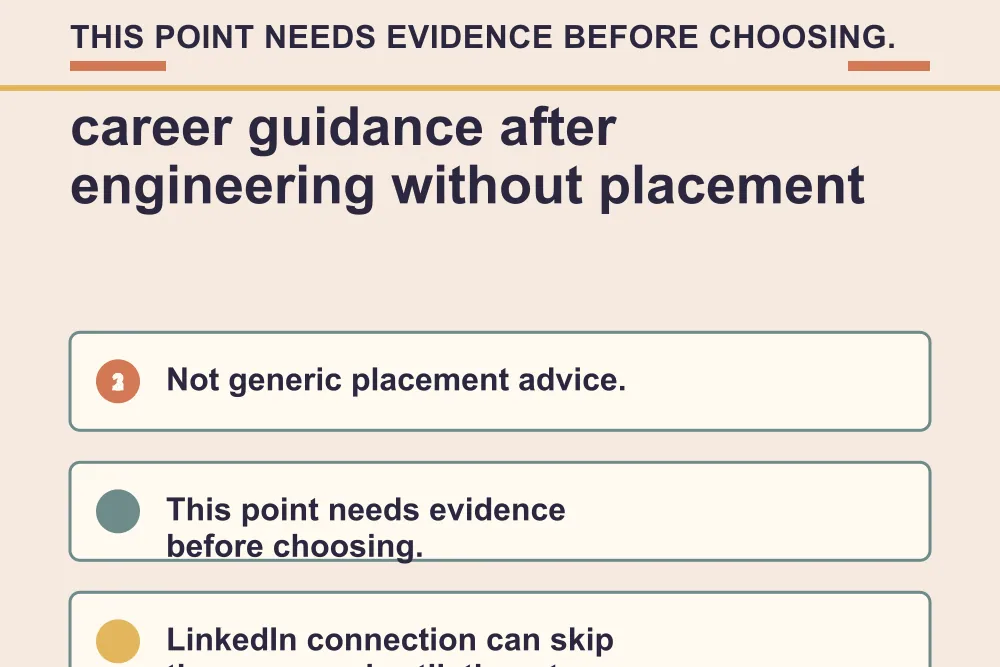 THIS POINT NEEDS EVIDENCE BEFORE CHOOSING.
career guidance after
engineering without placement
Not generic placement advice.
This point needs evidence
before choosing.
LinkedIn connection can skip